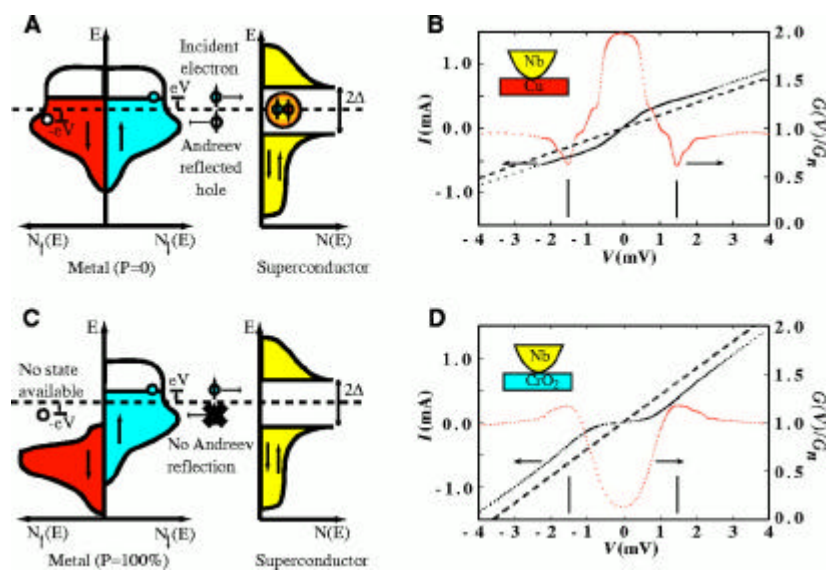 A
E
Incident
electron
eV
-eV
2Δ
Andreev
reflected
hole
N(E)
N(E)
N(E)
Metal (P=0)
Superconductor
B
Nb
Cu
1.0
0.0
-1.0
I(mA)
2.0
1.5
1.0
0.5
0.0
G(V)/Gn
-4 -3 -2 -1 0 1 2 3 4
V(mV)
C
E
No state
available
eV
-eV
2Δ
No Andreev
reflection
N(E)
N(E)
N(E)
Metal (P=100%)
Superconductor
D
Nb
CrO2
1.0
0.0
-1.0
I(mA)
2.0
1.5
1.0
0.5
0.0
G(V)/Gn
-4 -3 -2 -1 0 1 2 3 4
V(mV)